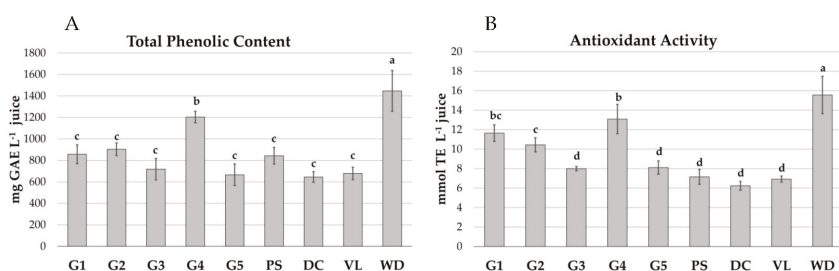 A
Total Phenolic Content
mg GAE L⁻¹ juice
1800
1600
1400
1200
1000
800
600
400
200
0
c c c b c c c c a
G1 G2 G3 G4 G5 PS DC VL WD
B
Antioxidant Activity
mmol TE L⁻¹ juice
20
18
16
14
12
10
8
6
4
2
0
bc c d b d d d d a
G1 G2 G3 G4 G5 PS DC VL WD